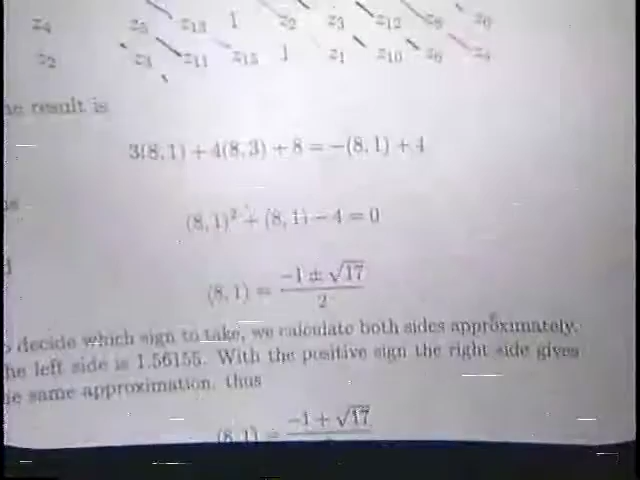 z₄ z₅ z₁₃ 1 z₂ z₃ z₁₂ z₈ z₆
z₂ z₃ z₁₁ z₁₅ 1 z₁ z₁₀ z₆ z₄
result is
3(8,1) + 4(8,3) + 8 = −(8,1) + 4
(8,1)² + (8,1) − 4 = 0
(8,1) = (−1 ± √17)/2
decide which sign to take, we calculate both sides approximately.
left side is 1.56155. With the positive sign the right side gives
same approximation, thus
(8,1) = −1 + √17